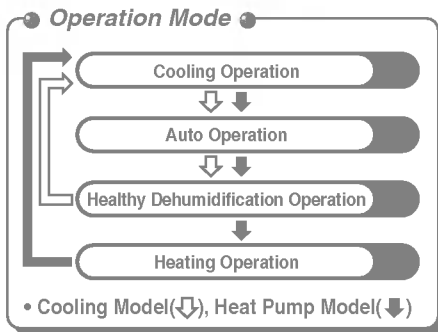 Operation Mode
Cooling Operation
Auto Operation
Healthy Dehumidification Operation
Heating Operation
• Cooling Model(⇩), Heat Pump Model(⬇)